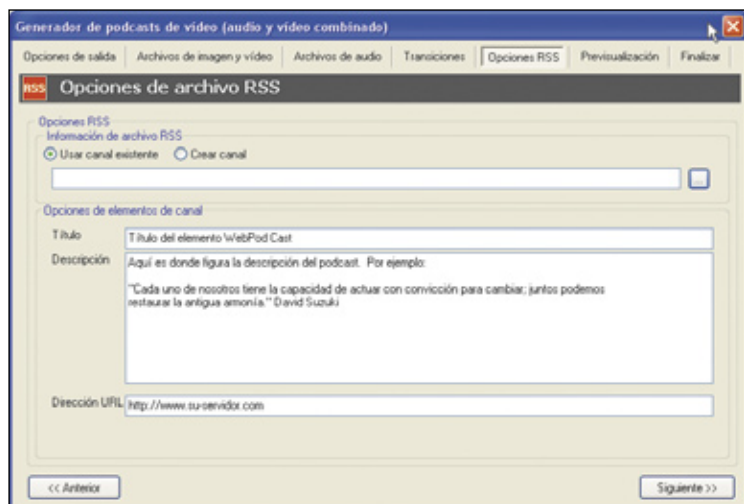 Generador de podcasts de vídeo (audio y vídeo combinado)
Opciones de salida Archivos de imagen y vídeo Archivos de audio Transiciones Opciones RSS Previsualización Finalizar
RSS Opciones de archivo RSS
Opciones RSS
Información de archivo RSS
Usar canal existente Crear canal
...
Opciones de elementos de canal
Título Título del elemento WebPod Cast
Descripción Aquí es donde figura la descripción del podcast. Por ejemplo:
"Cada uno de nosotros tiene la capacidad de actuar con convicción para cambiar; juntos podemos
restaurar la antigua armonía." David Suzuki
Dirección URL http://www.su-servidor.com
<< Anterior Siguiente >>